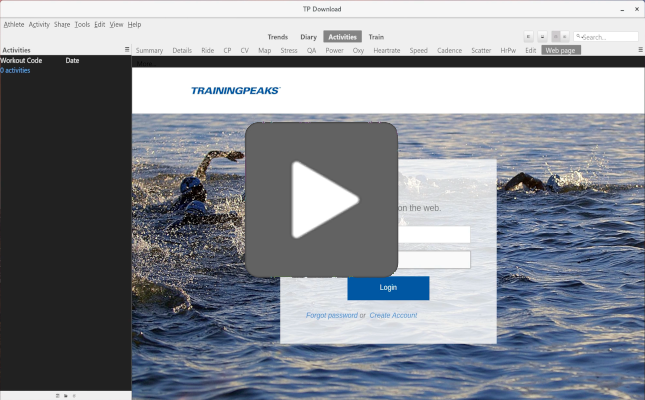 TP Download
Athlete Activity Share Tools Edit View Help
Trends Diary Activities Train
Search...
Activities
Summary Details Ride CP CV Map Stress QA Power Oxy Heartrate Speed Cadence Scatter HrPw Edit Web page
Workout Code Date
0 activities
TRAININGPEAKS
on the web.
Login
Forgot password or Create Account